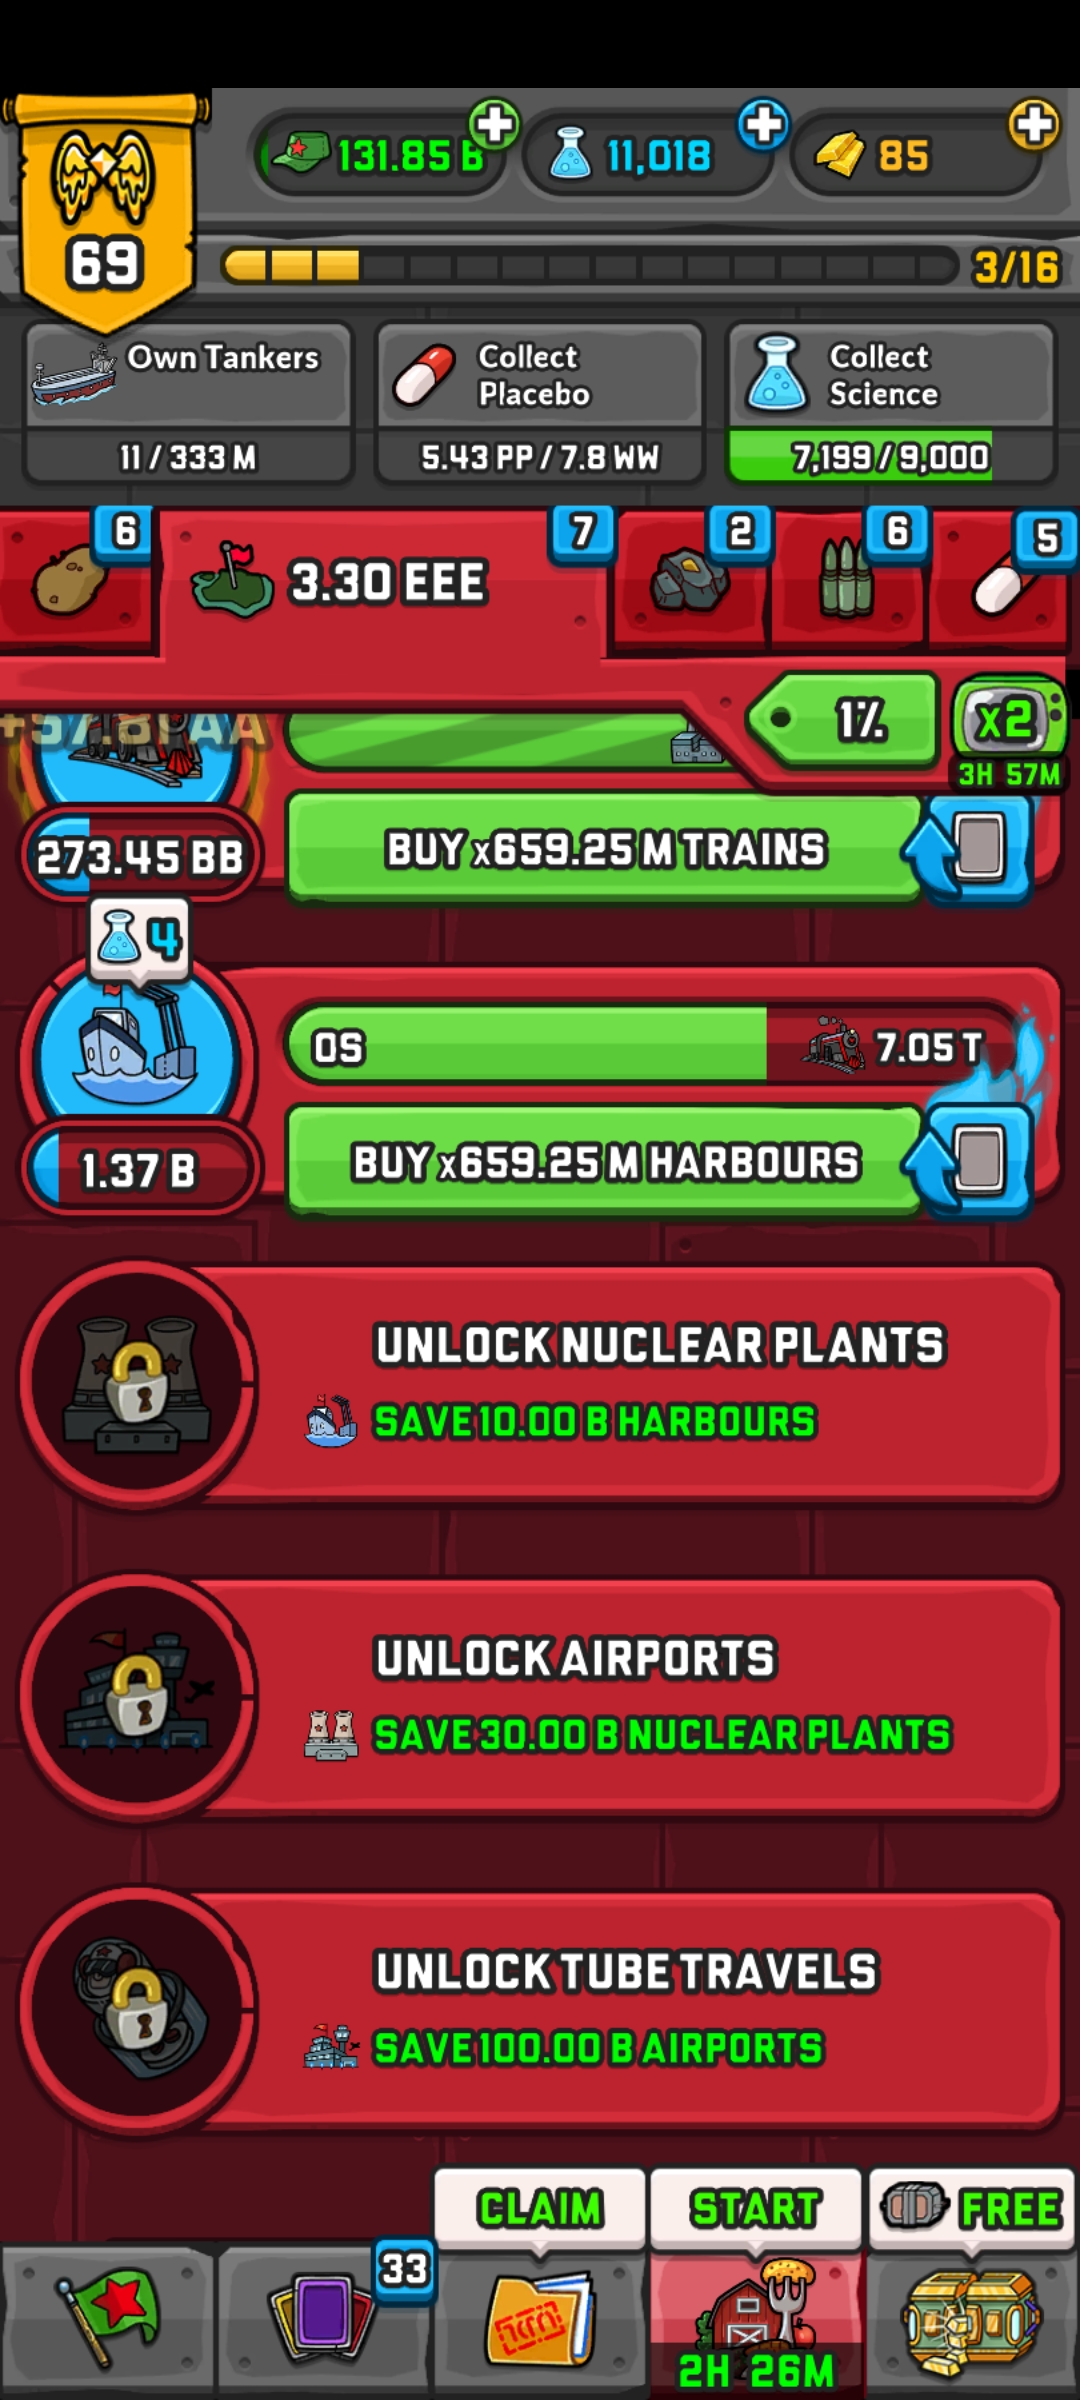 131.85 B
11,018
85
69
3/16
Own Tankers
11 / 333 M
Collect
Placebo
5.43 PP / 7.8 WW
Collect
Science
7,199 / 9,000
6
3.30 EEE
7
2
6
5
1%
x2
3H 57M
273.45 BB
BUY x659.25 M TRAINS
4
0S
7.05 T
1.37 B
BUY x659.25 M HARBOURS
UNLOCK NUCLEAR PLANTS
SAVE 10.00 B HARBOURS
UNLOCK AIRPORTS
SAVE 30.00 B NUCLEAR PLANTS
UNLOCK TUBE TRAVELS
SAVE 100.00 B AIRPORTS
CLAIM
START
FREE
33
2H 26M